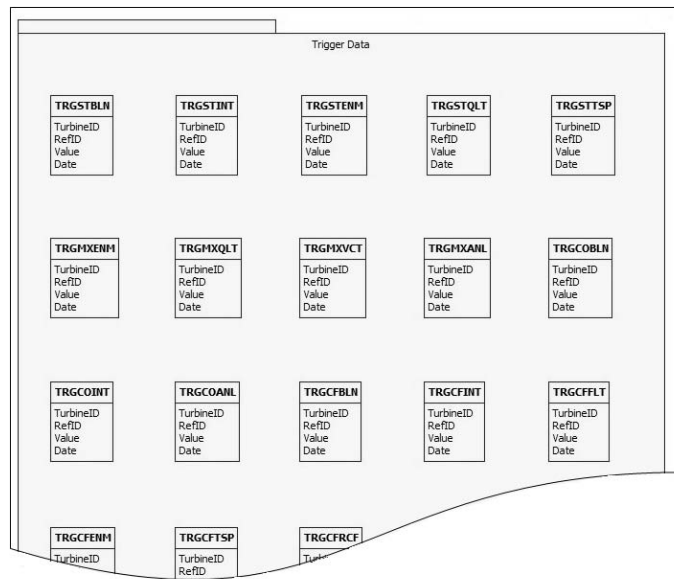 Trigger Data
TRGSTBLN
TurbineID
RefID
Value
Date
TRGSTINT
TurbineID
RefID
Value
Date
TRGSTENM
TurbineID
RefID
Value
Date
TRGSTQLT
TurbineID
RefID
Value
Date
TRGSTTSP
TurbineID
RefID
Value
Date
TRGMXENM
TurbineID
RefID
Value
Date
TRGMXQLT
TurbineID
RefID
Value
Date
TRGMXVCT
TurbineID
RefID
Value
Date
TRGMXANL
TurbineID
RefID
Value
Date
TRGCOBLN
TurbineID
RefID
Value
Date
TRGCOINT
TurbineID
RefID
Value
Date
TRGCOANL
TurbineID
RefID
Value
Date
TRGCFBLN
TurbineID
RefID
Value
Date
TRGCFINT
TurbineID
RefID
Value
Date
TRGCFFLT
TurbineID
RefID
Value
Date
TRGCFENM
TurbineID
TRGCFTSP
TurbineID
RefID
TRGCFRCF